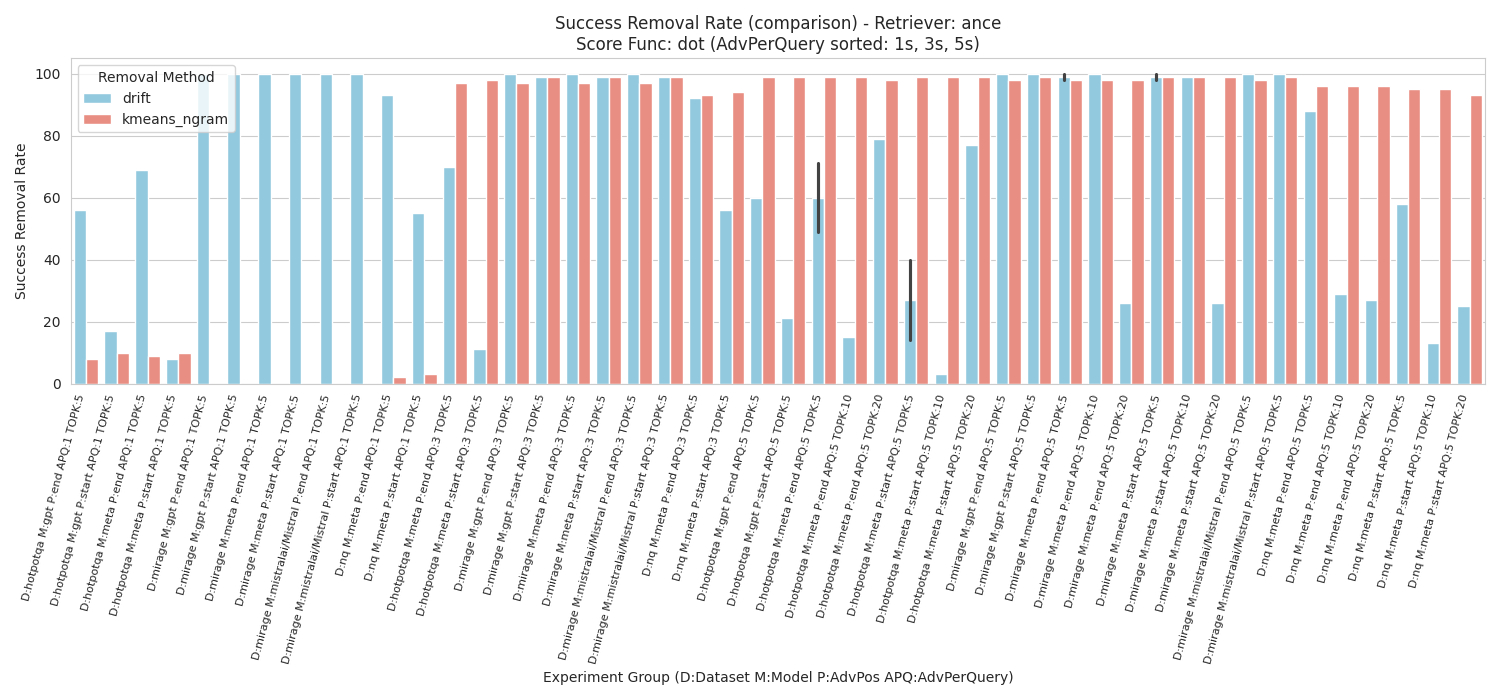 Success Removal Rate (comparison) - Retriever: ance
Score Func: dot (AdvPerQuery sorted: 1s, 3s, 5s)
Removal Method
drift
kmeans_ngram
Success Removal Rate
100
80
60
40
20
0
D:hotpotqa M:gpt P:end APQ:1 TOPK:5
D:hotpotqa M:gpt P:start APQ:1 TOPK:5
D:hotpotqa M:meta P:end APQ:1 TOPK:5
D:hotpotqa M:meta P:start APQ:1 TOPK:5
D:mirage M:gpt P:end APQ:1 TOPK:5
D:mirage M:gpt P:start APQ:1 TOPK:5
D:mirage M:meta P:end APQ:1 TOPK:5
D:mirage M:meta P:start APQ:1 TOPK:5
D:mirage M:mistralai/Mistral P:end APQ:1 TOPK:5
D:mirage M:mistralai/Mistral P:start APQ:1 TOPK:5
D:nq M:meta P:end APQ:1 TOPK:5
D:nq M:meta P:start APQ:1 TOPK:5
D:hotpotqa M:meta P:end APQ:3 TOPK:5
D:hotpotqa M:meta P:start APQ:3 TOPK:5
D:mirage M:gpt P:end APQ:3 TOPK:5
D:mirage M:gpt P:start APQ:3 TOPK:5
D:mirage M:meta P:end APQ:3 TOPK:5
D:mirage M:meta P:start APQ:3 TOPK:5
D:mirage M:mistralai/Mistral P:end APQ:3 TOPK:5
D:mirage M:mistralai/Mistral P:start APQ:3 TOPK:5
D:nq M:meta P:end APQ:3 TOPK:5
D:nq M:meta P:start APQ:3 TOPK:5
D:hotpotqa M:gpt P:end APQ:5 TOPK:5
D:hotpotqa M:gpt P:start APQ:5 TOPK:5
D:hotpotqa M:meta P:end APQ:5 TOPK:5
D:hotpotqa M:meta P:end APQ:5 TOPK:10
D:hotpotqa M:meta P:end APQ:5 TOPK:20
D:hotpotqa M:meta P:start APQ:5 TOPK:5
D:hotpotqa M:meta P:start APQ:5 TOPK:10
D:hotpotqa M:meta P:start APQ:5 TOPK:20
D:mirage M:gpt P:end APQ:5 TOPK:5
D:mirage M:gpt P:start APQ:5 TOPK:5
D:mirage M:meta P:end APQ:5 TOPK:5
D:mirage M:meta P:end APQ:5 TOPK:10
D:mirage M:meta P:end APQ:5 TOPK:20
D:mirage M:meta P:start APQ:5 TOPK:5
D:mirage M:meta P:start APQ:5 TOPK:10
D:mirage M:meta P:start APQ:5 TOPK:20
D:mirage M:mistralai/Mistral P:end APQ:5 TOPK:5
D:mirage M:mistralai/Mistral P:start APQ:5 TOPK:5
D:nq M:meta P:end APQ:5 TOPK:5
D:nq M:meta P:end APQ:5 TOPK:10
D:nq M:meta P:end APQ:5 TOPK:20
D:nq M:meta P:start APQ:5 TOPK:5
D:nq M:meta P:start APQ:5 TOPK:10
D:nq M:meta P:start APQ:5 TOPK:20
Experiment Group (D:Dataset M:Model P:AdvPos APQ:AdvPerQuery)